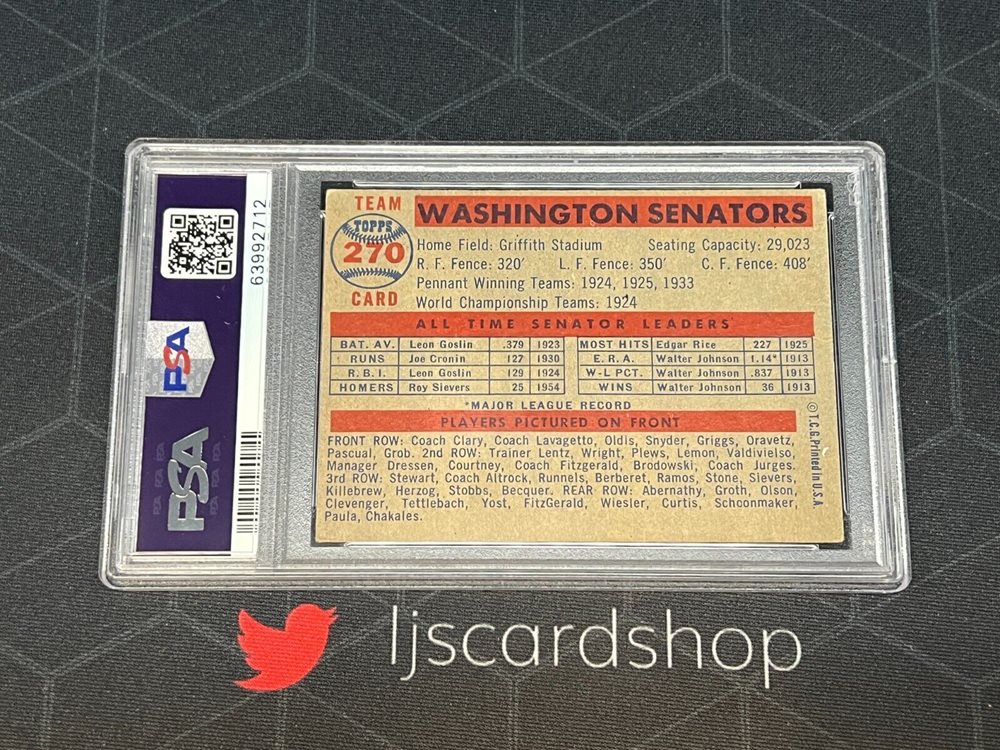 63992712
PSA
PSA
TEAM
TOPPS
270
CARD
WASHINGTON SENATORS
Home Field: Griffith Stadium Seating Capacity: 29,023
R. F. Fence: 320′ L. F. Fence: 350′ C. F. Fence: 408′
Pennant Winning Teams: 1924, 1925, 1933
World Championship Teams: 1924
ALL TIME SENATOR LEADERS
BAT. AV. Leon Goslin .379 1923 MOST HITS Edgar Rice 227 1925
RUNS Joe Cronin 127 1930 E.R.A. Walter Johnson 1.14* 1913
R.B.I. Leon Goslin 129 1924 W-L PCT. Walter Johnson .837 1913
HOMERS Roy Sievers 25 1954 WINS Walter Johnson 36 1913
*MAJOR LEAGUE RECORD
PLAYERS PICTURED ON FRONT
FRONT ROW: Coach Clary, Coach Lavagetto, Oldis, Snyder, Griggs, Oravetz,
Pascual, Grob. 2nd ROW: Trainer Lentz, Wright, Plews, Lemon, Valdivielso,
Manager Dressen, Courtney, Coach Fitzgerald, Brodowski, Coach Jurges.
3rd ROW: Stewart, Coach Altrock, Runnels, Berberet, Ramos, Stone, Sievers,
Killebrew, Herzog, Stobbs, Becquer. REAR ROW: Abernathy, Groth, Olson,
Clevenger, Tettlebach, Yost, FitzGerald, Wiesler, Curtis, Schoonmaker,
Paula, Chakales.
© T.C.G. Printed in U.S.A.
ljscardshop